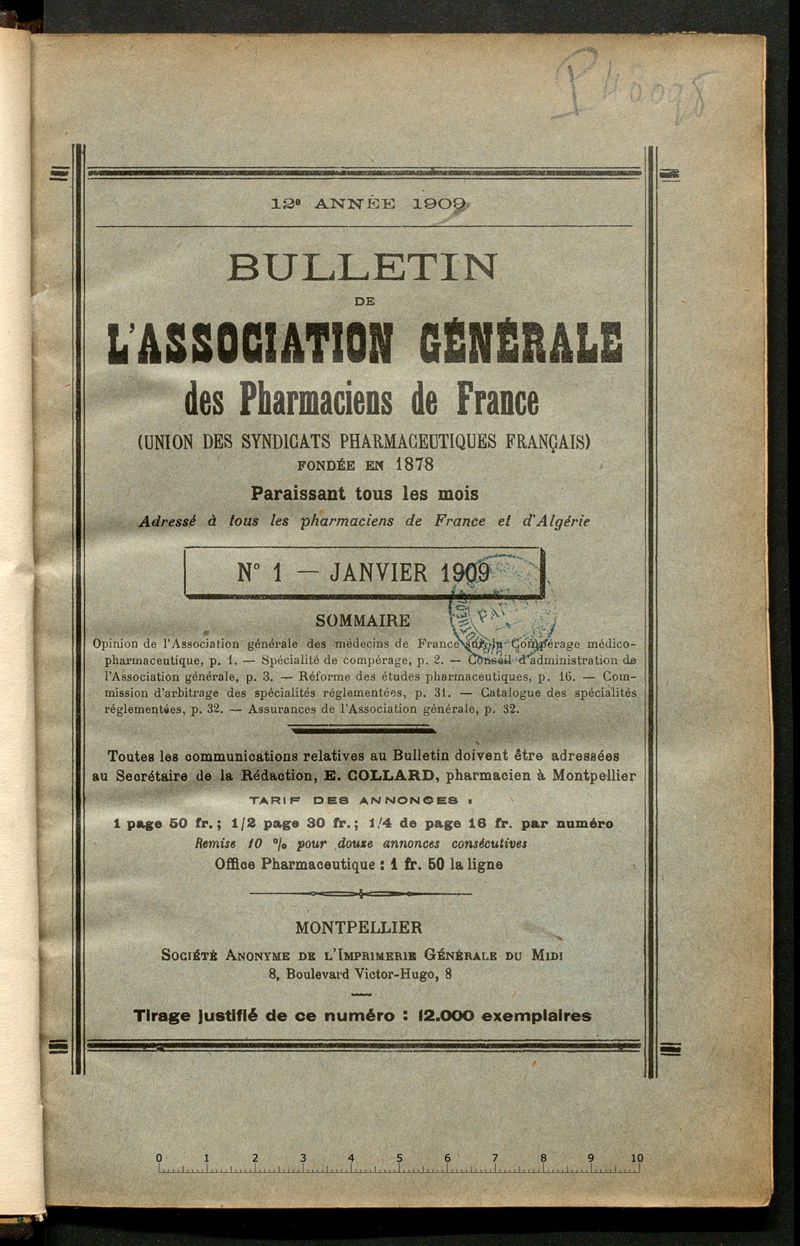 P 48098
12e ANNÉE 1909
BULLETIN
DE
L'ASSOCIATION GÉNÉRALE
des Pharmaciens de France
(UNION DES SYNDICATS PHARMACEUTIQUES FRANÇAIS)
FONDÉE EN 1878
Paraissant tous les mois
Adressé à tous les pharmaciens de France et d'Algérie
N° 1 — JANVIER 1909
SOMMAIRE
Opinion de l'Association générale des médecins de France sur le Compérage médico-
pharmaceutique, p. 1. — Spécialité de compérage, p. 2. — Conseil d'administration de
l'Association générale, p. 3. — Réforme des études pharmaceutiques, p. 16. — Com-
mission d'arbitrage des spécialités réglementées, p. 31. — Catalogue des spécialités
réglementées, p. 32. — Assurances de l'Association générale, p. 32.
Toutes les communications relatives au Bulletin doivent être adressées
au Secrétaire de la Rédaction, E. COLLARD, pharmacien à Montpellier
TARIF DES ANNONCES :
1 page 50 fr.; 1/2 page 30 fr.; 1/4 de page 16 fr. par numéro
Remise 10 % pour douze annonces consécutives
Office Pharmaceutique : 1 fr. 50 la ligne
MONTPELLIER
SOCIÉTÉ ANONYME DE L'IMPRIMERIE GÉNÉRALE DU MIDI
8, Boulevard Victor-Hugo, 8
Tirage justifié de ce numéro : 12.000 exemplaires
0 1 2 3 4 5 6 7 8 9 10